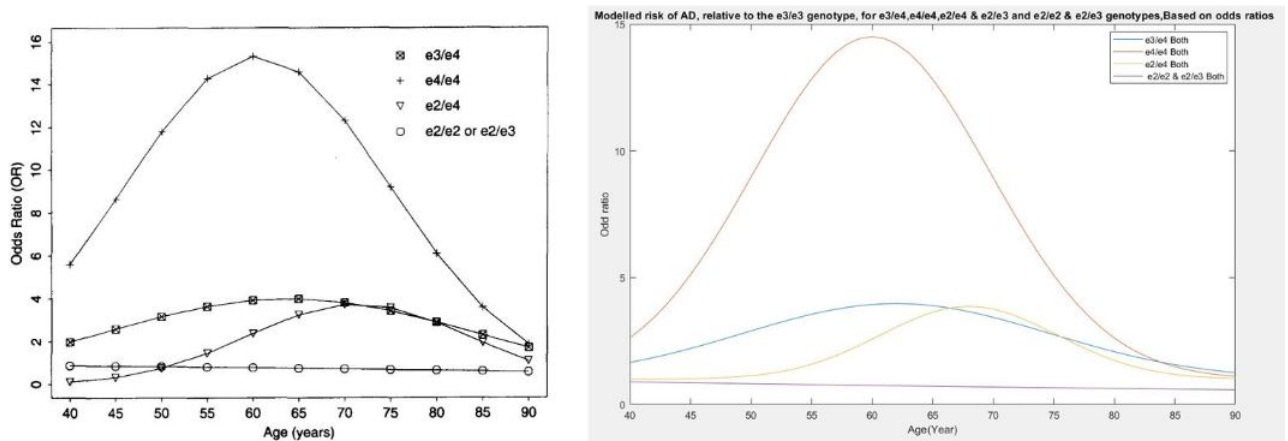 16
14
12
10
8
6
4
2
0
Odds Ratio (OR)
e3/e4
e4/e4
e2/e4
e2/e2 or e2/e3
40 45 50 55 60 65 70 75 80 85 90
Age (years)
Modelled risk of AD, relative to the e3/e3 genotype, for e3/e4,e4/e4,e2/e4 & e2/e3 and e2/e2 & e2/e3 genotypes,Based on odds ratios
15
10
5
0
Odd ratio
e3/e4 Both
e4/e4 Both
e2/e4 Both
e2/e2 & e2/e3 Both
40 45 50 55 60 65 70 75 80 85 90
Age(Year)